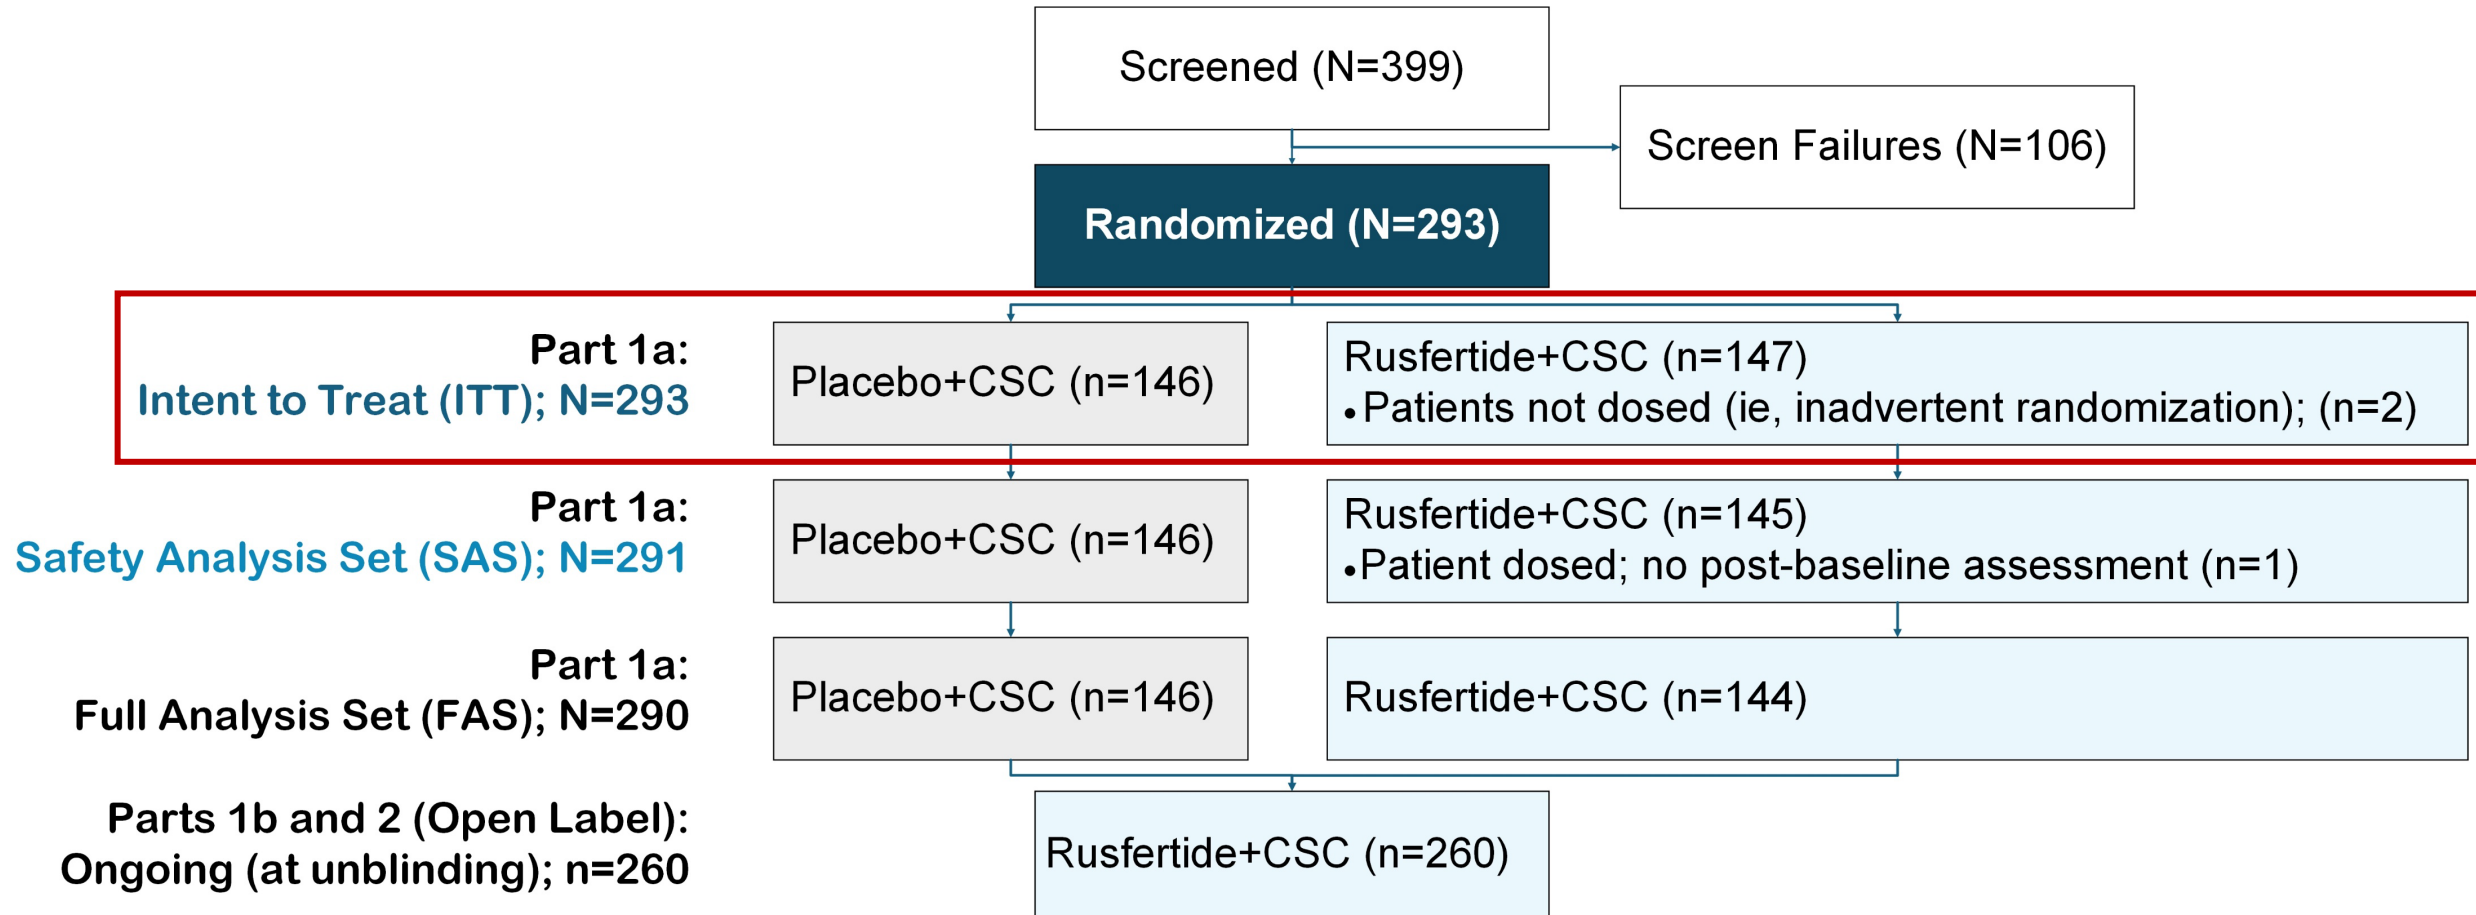 Screened (N=399)
Screen Failures (N=106)
Randomized (N=293)
Part 1a:
Intent to Treat (ITT); N=293
Placebo+CSC (n=146)
Rusfertide+CSC (n=147)
•Patients not dosed (ie, inadvertent randomization); (n=2)
Part 1a:
Safety Analysis Set (SAS); N=291
Placebo+CSC (n=146)
Rusfertide+CSC (n=145)
•Patient dosed; no post-baseline assessment (n=1)
Part 1a:
Full Analysis Set (FAS); N=290
Placebo+CSC (n=146)
Rusfertide+CSC (n=144)
Parts 1b and 2 (Open Label):
Ongoing (at unblinding); n=260
Rusfertide+CSC (n=260)